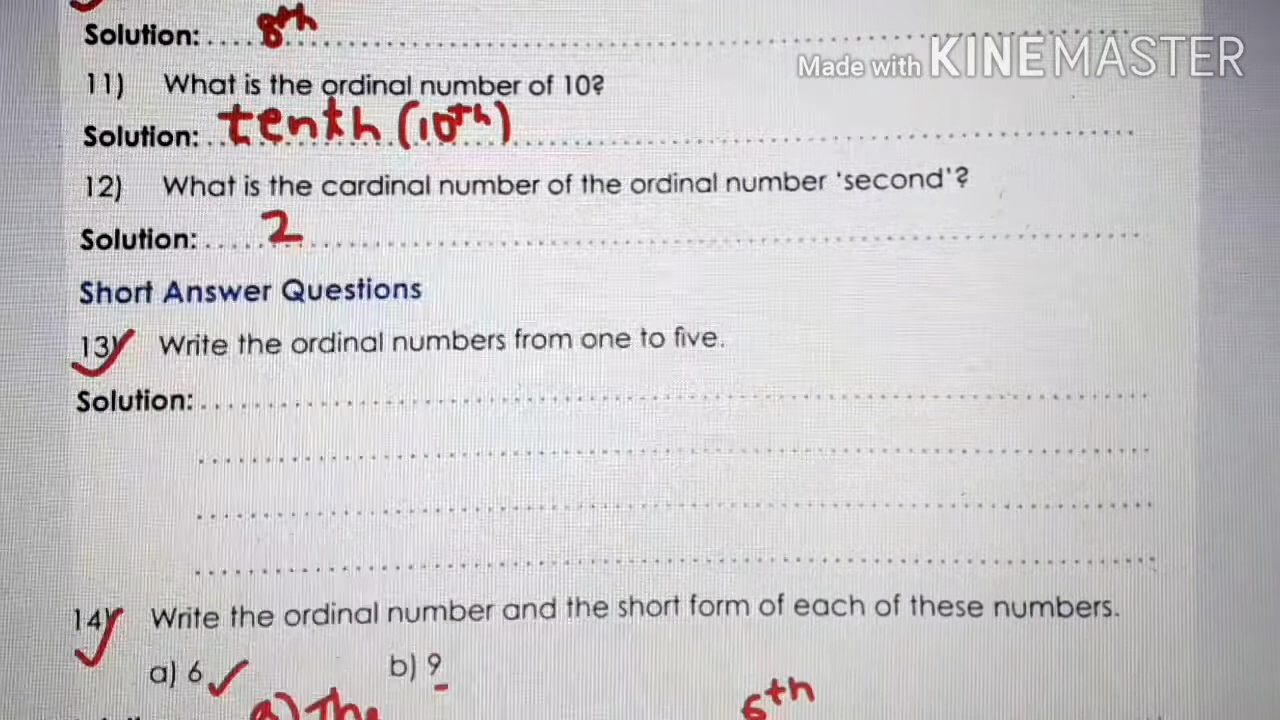 Solution: .... 8th
Made with KINEMASTER
11) What is the ordinal number of 10?
Solution: tenth (10th)
12) What is the cardinal number of the ordinal number 'second'?
Solution: ..... 2
Short Answer Questions
13) Write the ordinal numbers from one to five.
Solution:
14) Write the ordinal number and the short form of each of these numbers.
a) 6 b) 9
a) The 6th